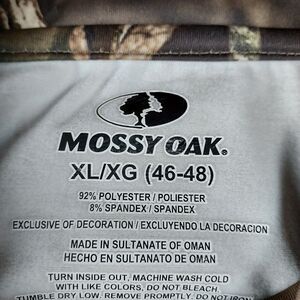 MOSSY OAK®
XL/XG (46-48)
92% POLYESTER / POLIESTER
8% SPANDEX / SPANDEX
EXCLUSIVE OF DECORATION / EXCLUYENDO LA DECORACION
MADE IN SULTANATE OF OMAN
HECHO EN SULTANATO DE OMAN
TURN INSIDE OUT, MACHINE WASH COLD
WITH LIKE COLORS, DO NOT BLEACH,
TUMBLE DRY LOW, REMOVE PROMPTLY, DO NOT IRON